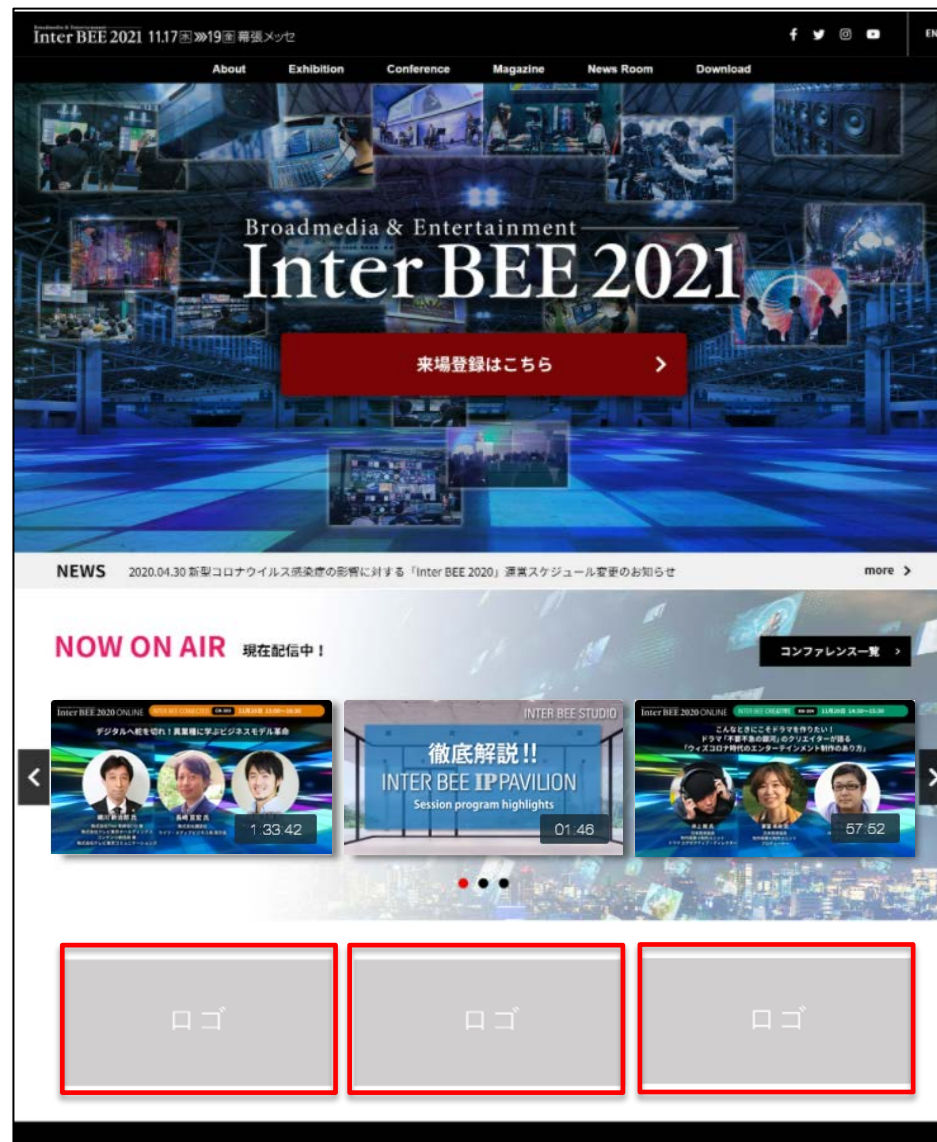 Broadmedia & Entertainment
Inter BEE 2021 11.17水>>>19金 幕張メッセ
EN
About Exhibition Conference Magazine News Room Download
Broadmedia & Entertainment
Inter BEE 2021
来場登録はこちら
NEWS 2020.04.30 新型コロナウイルス感染症の影響に対する「Inter BEE 2020」運営スケジュール変更のお知らせ more
NOW ON AIR 現在配信中！
コンファレンス一覧
Inter BEE 2020 ONLINE INTER BEE CONNECTED
デジタルへ舵を切れ！異業種に学ぶビジネスモデル革命
1:33:42
INTER BEE STUDIO
徹底解説!!
INTER BEE IP PAVILION
Session program highlights
01:46
Inter BEE 2020 ONLINE INTER BEE CREATIVE
こんなときにこそドラマを作りたい！
ドラマ「不要不急の銀河」のクリエイターが語る
「ウィズコロナ時代のエンターテインメント制作のあり方」
57:52
ロゴ
ロゴ
ロゴ